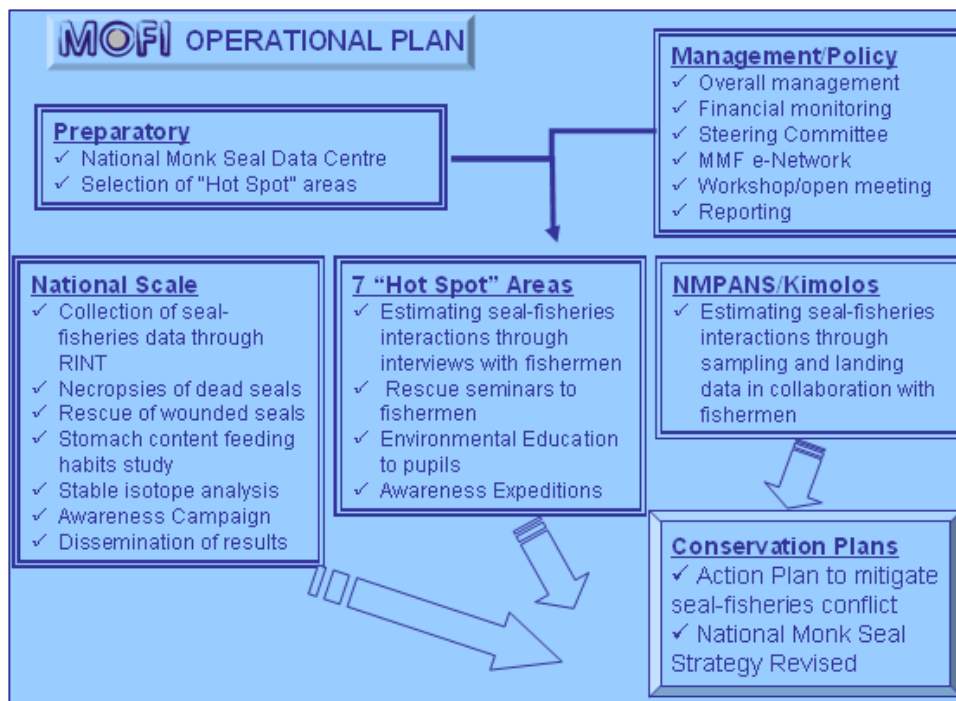 MOFI OPERATIONAL PLAN
Management/Policy
✓ Overall management
✓ Financial monitoring
✓ Steering Committee
✓ MMF e-Network
✓ Workshop/open meeting
✓ Reporting
Preparatory
✓ National Monk Seal Data Centre
✓ Selection of "Hot Spot" areas
National Scale
✓ Collection of seal-
fisheries data through
RINT
✓ Necropsies of dead seals
✓ Rescue of wounded seals
✓ Stomach content feeding
habits study
✓ Stable isotope analysis
✓ Awareness Campaign
✓ Dissemination of results
7 “Hot Spot” Areas
✓ Estimating seal-fisheries
interactions through
interviews with fishermen
✓ Rescue seminars to
fishermen
✓ Environmental Education
to pupils
✓ Awareness Expeditions
NMPANS/Kimolos
✓ Estimating seal-fisheries
interactions through
sampling and landing
data in collaboration with
fishermen
Conservation Plans
✓ Action Plan to mitigate
seal-fisheries conflict
✓ National Monk Seal
Strategy Revised